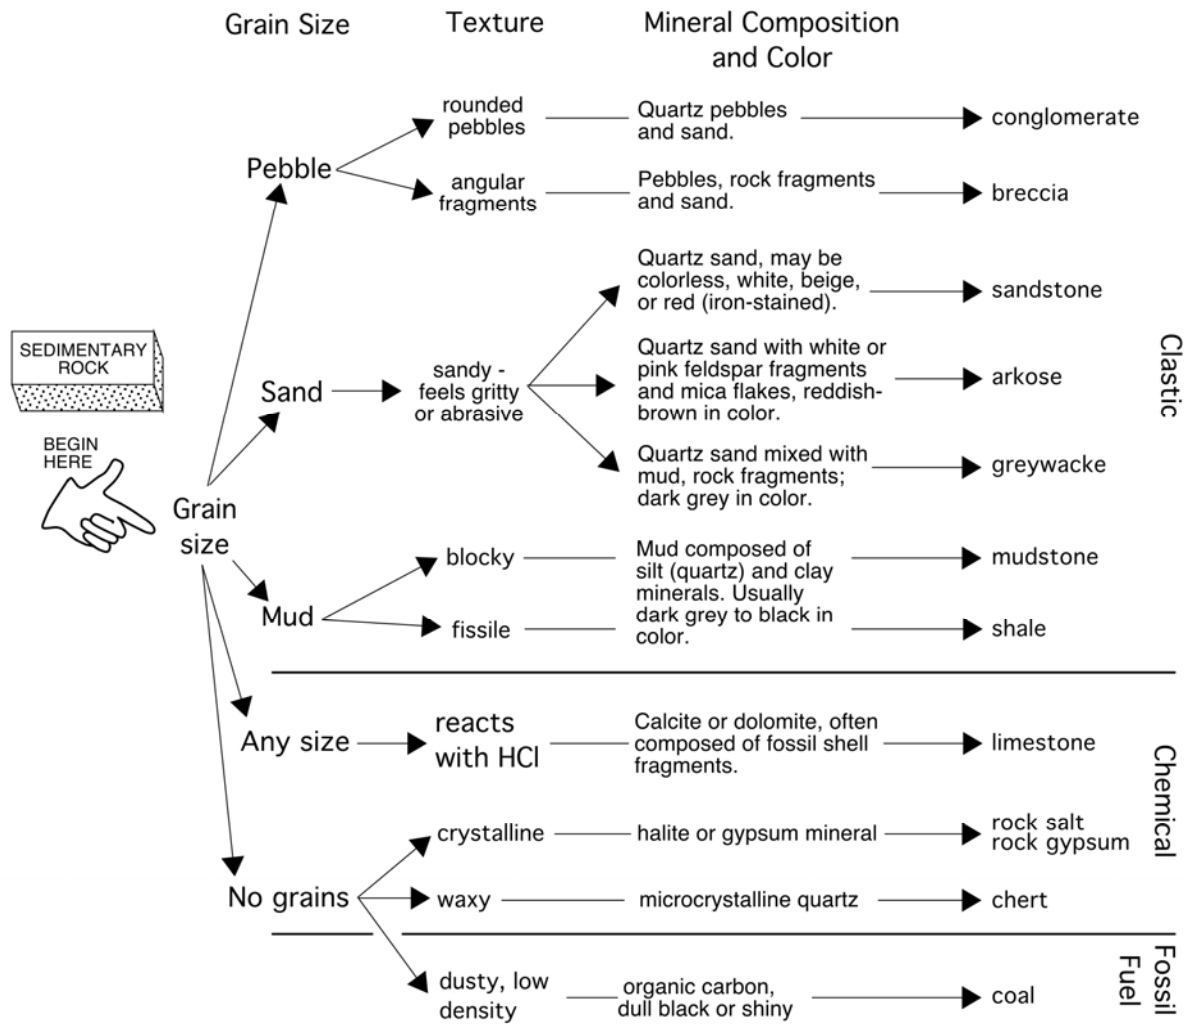 Grain Size
Texture
Mineral Composition
and Color
rounded
pebbles
Quartz pebbles
and sand.
conglomerate
Pebble
angular
fragments
Pebbles, rock fragments
and sand.
breccia
Quartz sand, may be
colorless, white, beige,
or red (iron-stained).
sandstone
SEDIMENTARY
ROCK
Sand
sandy -
feels gritty
or abrasive
Quartz sand with white or
pink feldspar fragments
and mica flakes, reddish-
brown in color.
arkose
Clastic
BEGIN
HERE
Quartz sand mixed with
mud, rock fragments;
dark grey in color.
greywacke
Grain
size
Mud
blocky
Mud composed of
silt (quartz) and clay
minerals. Usually
dark grey to black in
color.
mudstone
fissile
shale
Any size
reacts
with HCl
Calcite or dolomite, often
composed of fossil shell
fragments.
limestone
Chemical
No grains
crystalline
halite or gypsum mineral
rock salt
rock gypsum
waxy
microcrystalline quartz
chert
dusty, low
density
organic carbon,
dull black or shiny
coal
Fossil
Fuel